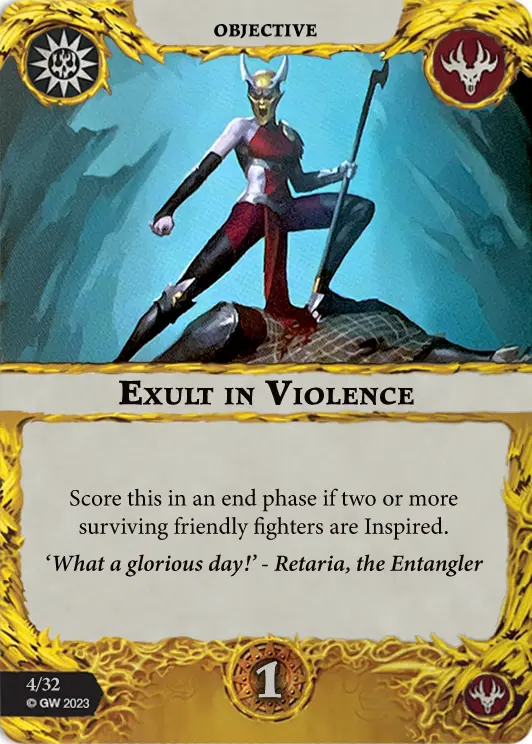 OBJECTIVE
EXULT IN VIOLENCE
Score this in an end phase if two or more
surviving friendly fighters are Inspired.
‘What a glorious day!’ - Retaria, the Entangler
1
4/32
© GW 2023